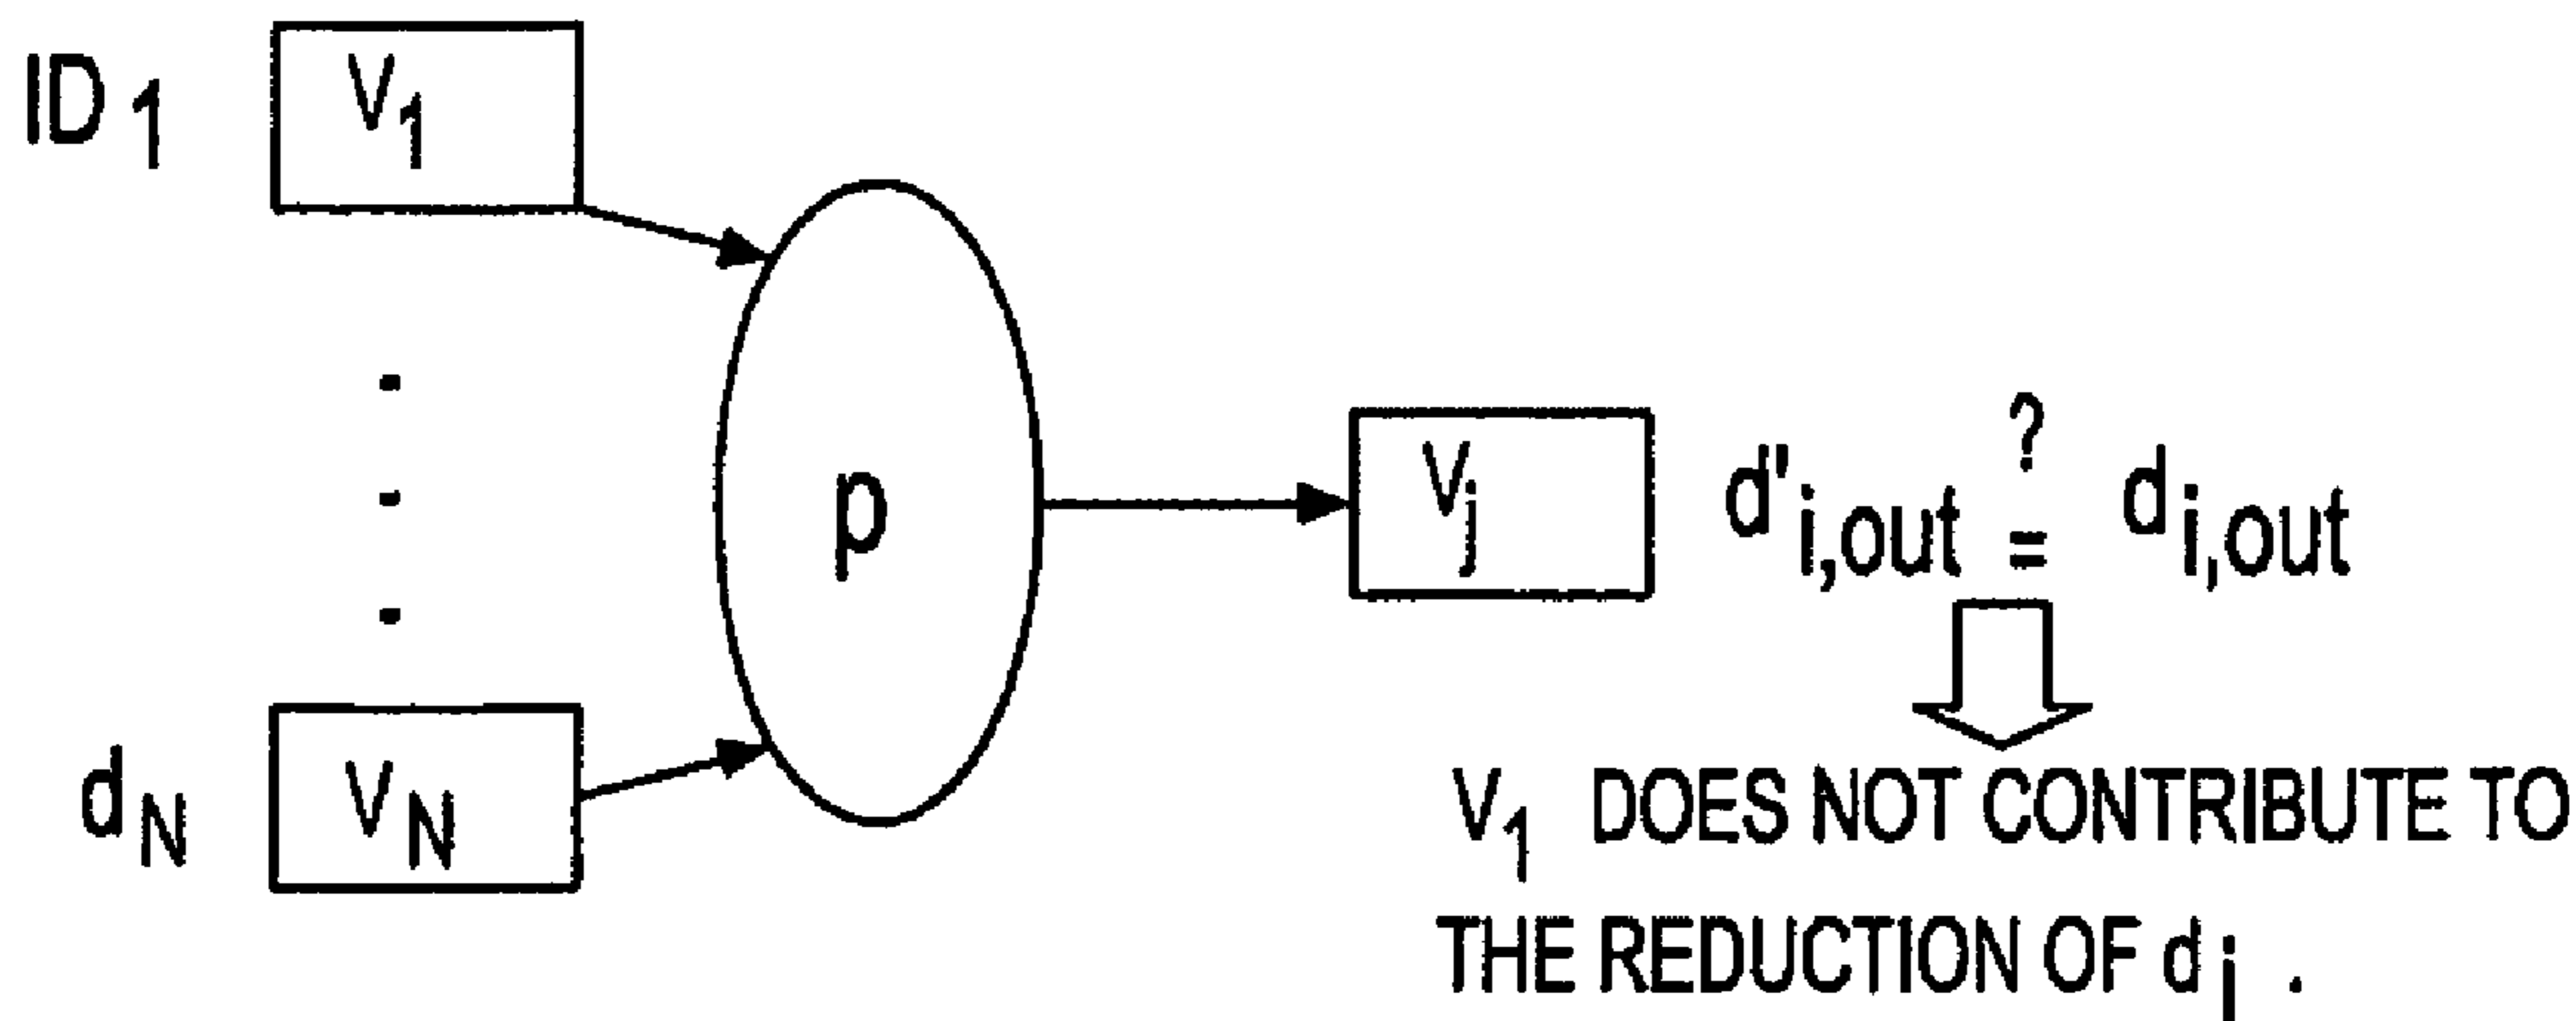 ID1 V1
p
Vj d'i,out ?= di,out
dN VN
V1 DOES NOT CONTRIBUTE TO
THE REDUCTION OF dj .